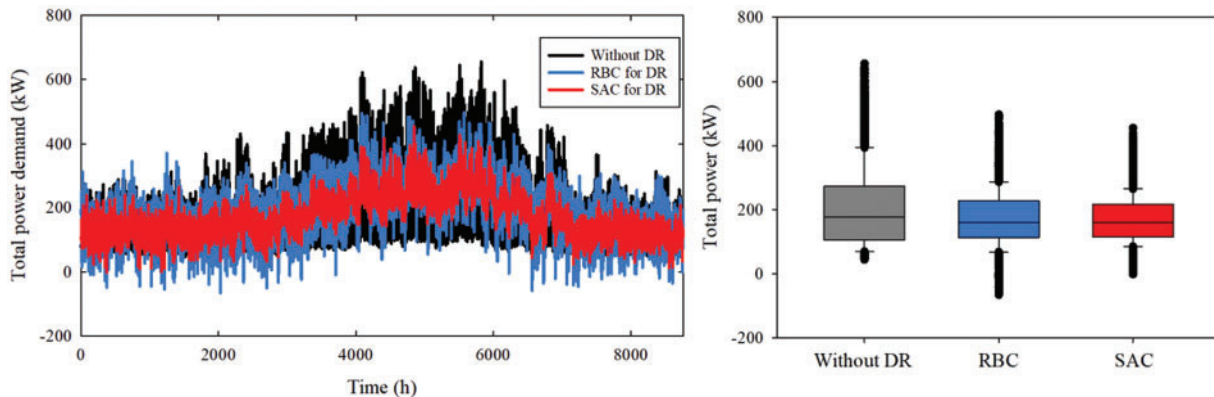 Total power demand (kW)
800
600
400
200
0
-200
Without DR
RBC for DR
SAC for DR
0
2000
4000
6000
8000
Time (h)
Total power (kW)
800
600
400
200
0
-200
Without DR
RBC
SAC